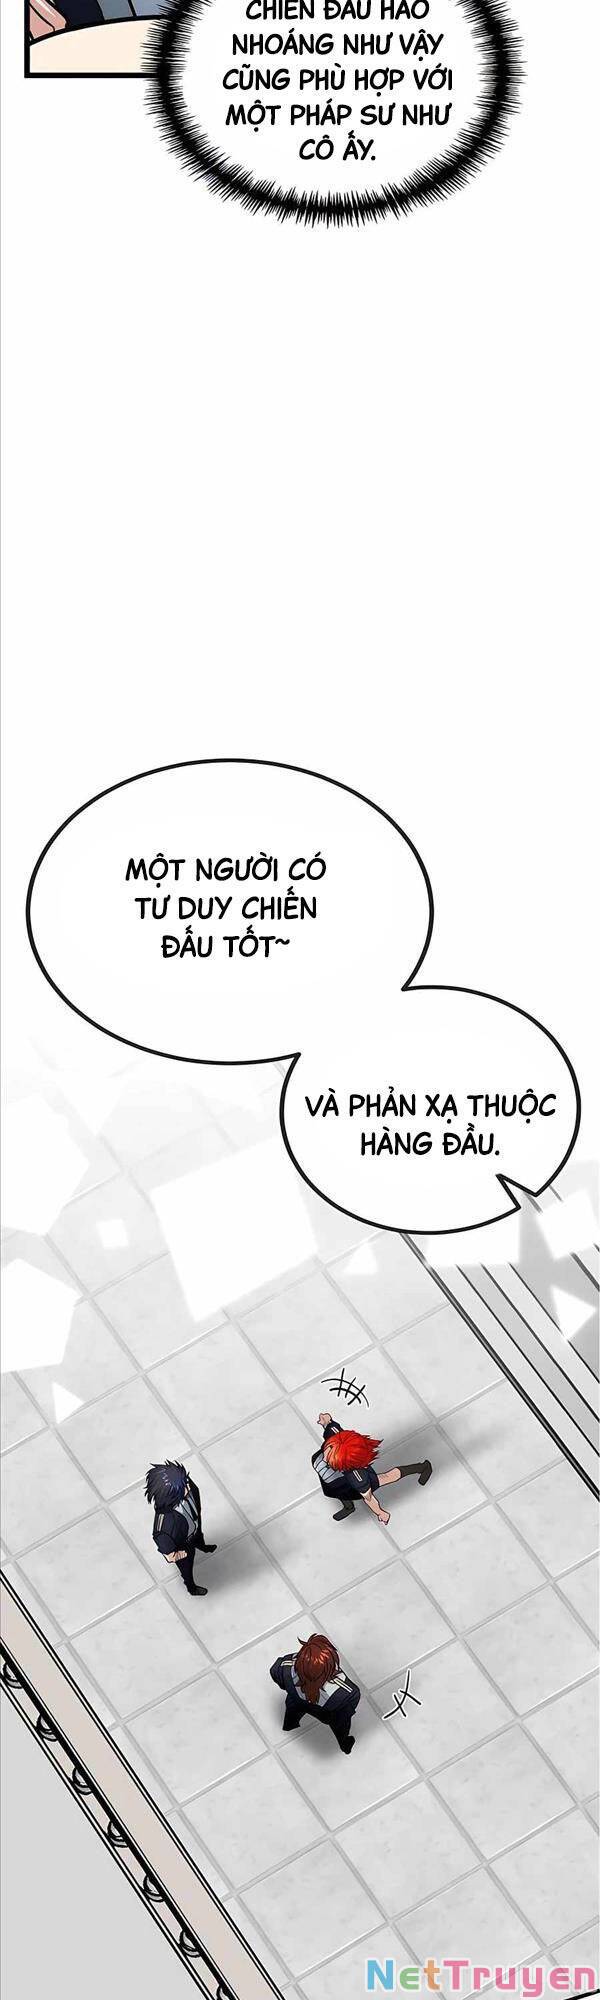 CHIẾN ĐẤU HÀO
NHOÁNG NHƯ VẬY
CŨNG PHÙ HỢP VỚI
MỘT PHÁP SƯ NHƯ
CÔ ẤY.
MỘT NGƯỜI CÓ
TƯ DUY CHIẾN
ĐẤU TỐT~
VÀ PHẢN XẠ THUỘC
HÀNG ĐẦU.
NetTruyen